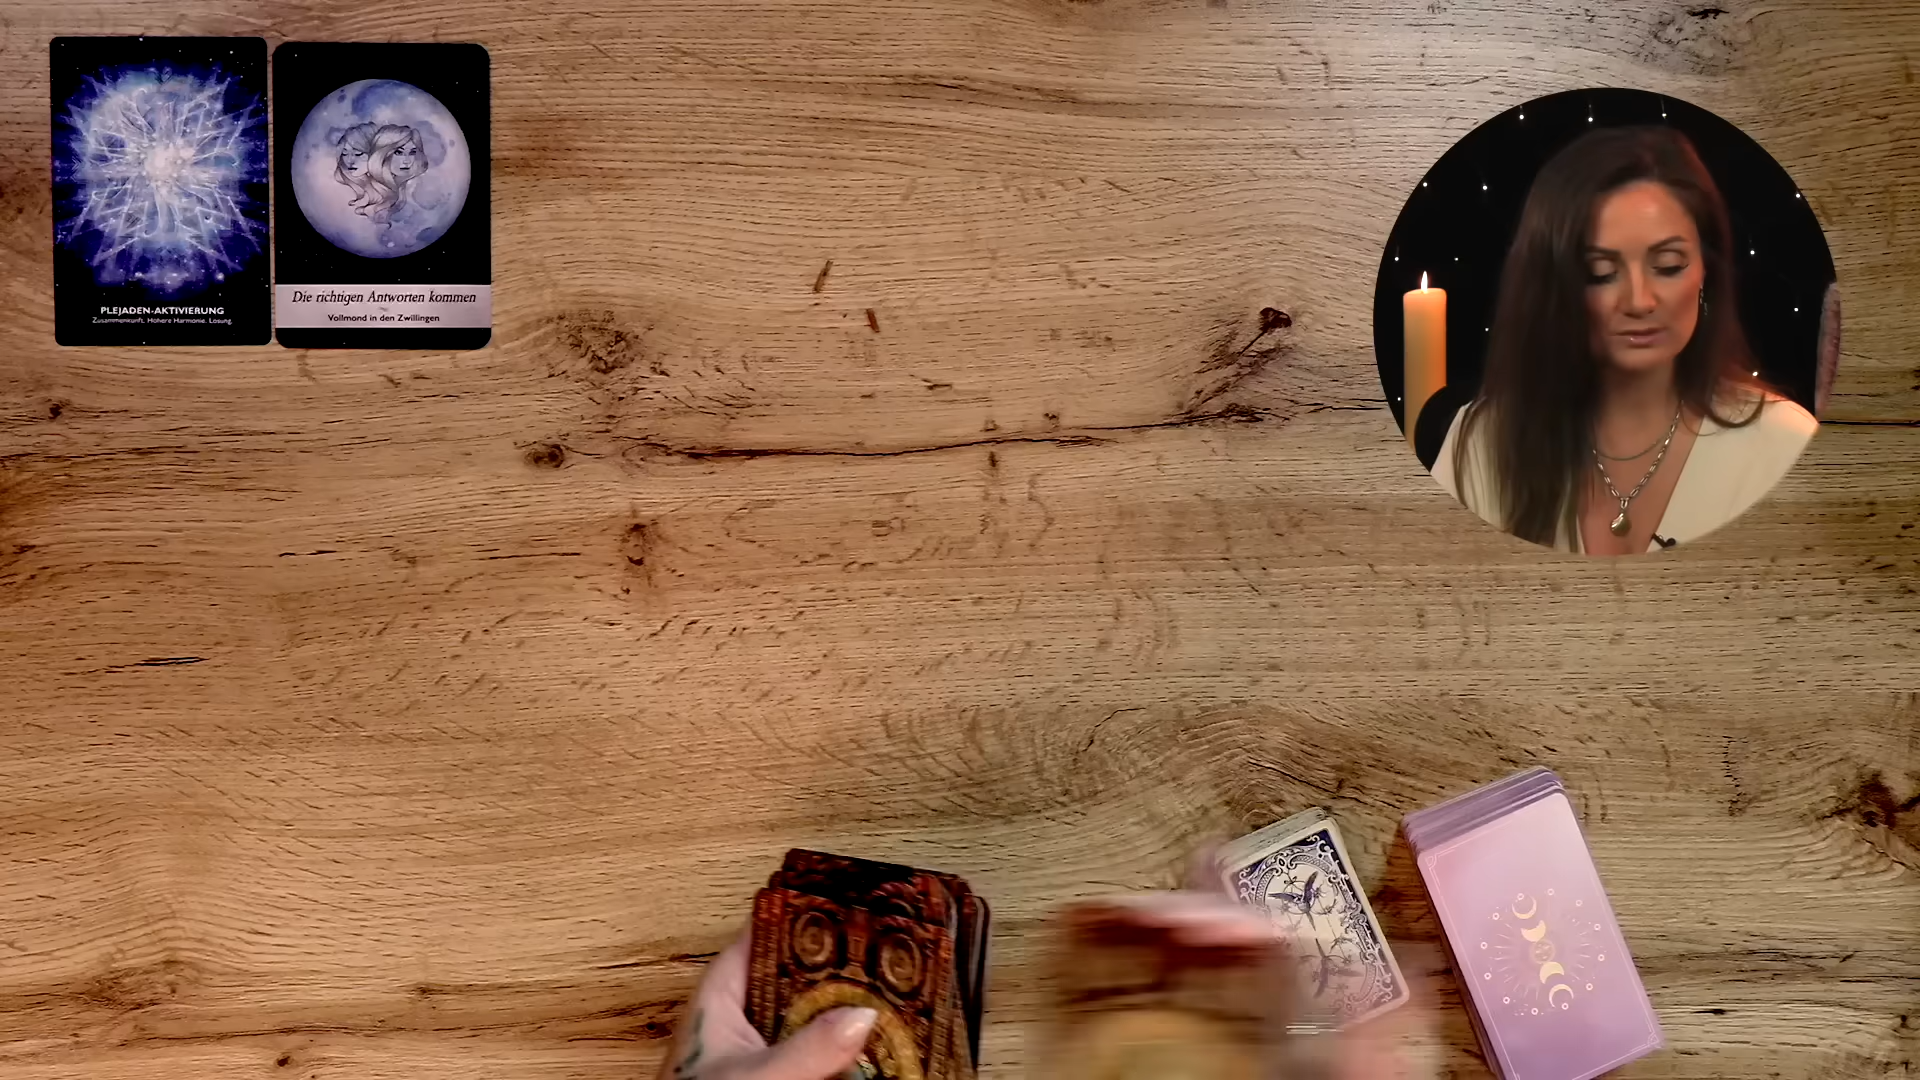 PLEJADEN-AKTIVIERUNG
Zusammenkunft. Höhere Harmonie. Lösung.
Die richtigen Antworten kommen
Vollmond in den Zwillingen